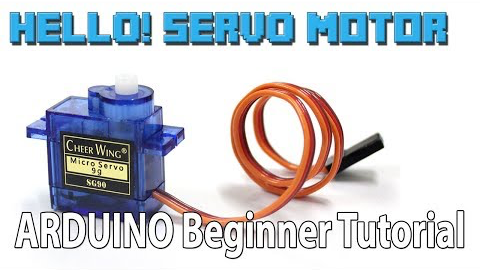 HELLO! SERVO MOTOR
CHEER WING®
Micro Servo
9g
SG90
ARDUINO Beginner Tutorial